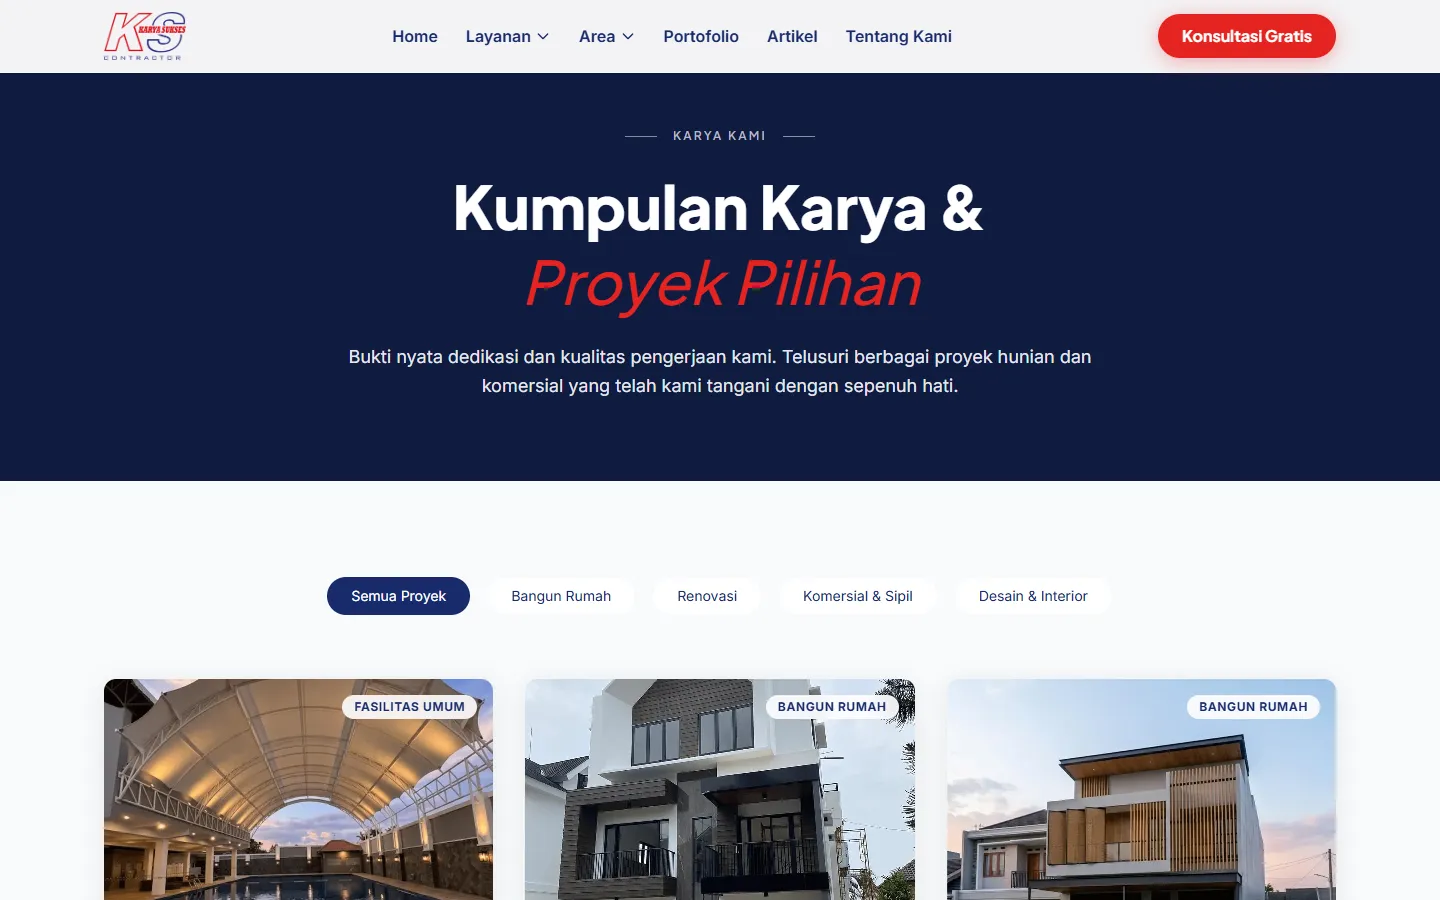 KS
KARYA SUKSES
CONTRACTOR
Home
Layanan
Area
Portofolio
Artikel
Tentang Kami
Konsultasi Gratis
KARYA KAMI
Kumpulan Karya &
Proyek Pilihan
Bukti nyata dedikasi dan kualitas pengerjaan kami. Telusuri berbagai proyek hunian dan
komersial yang telah kami tangani dengan sepenuh hati.
Semua Proyek
Bangun Rumah
Renovasi
Komersial & Sipil
Desain & Interior
FASILITAS UMUM
BANGUN RUMAH
BANGUN RUMAH